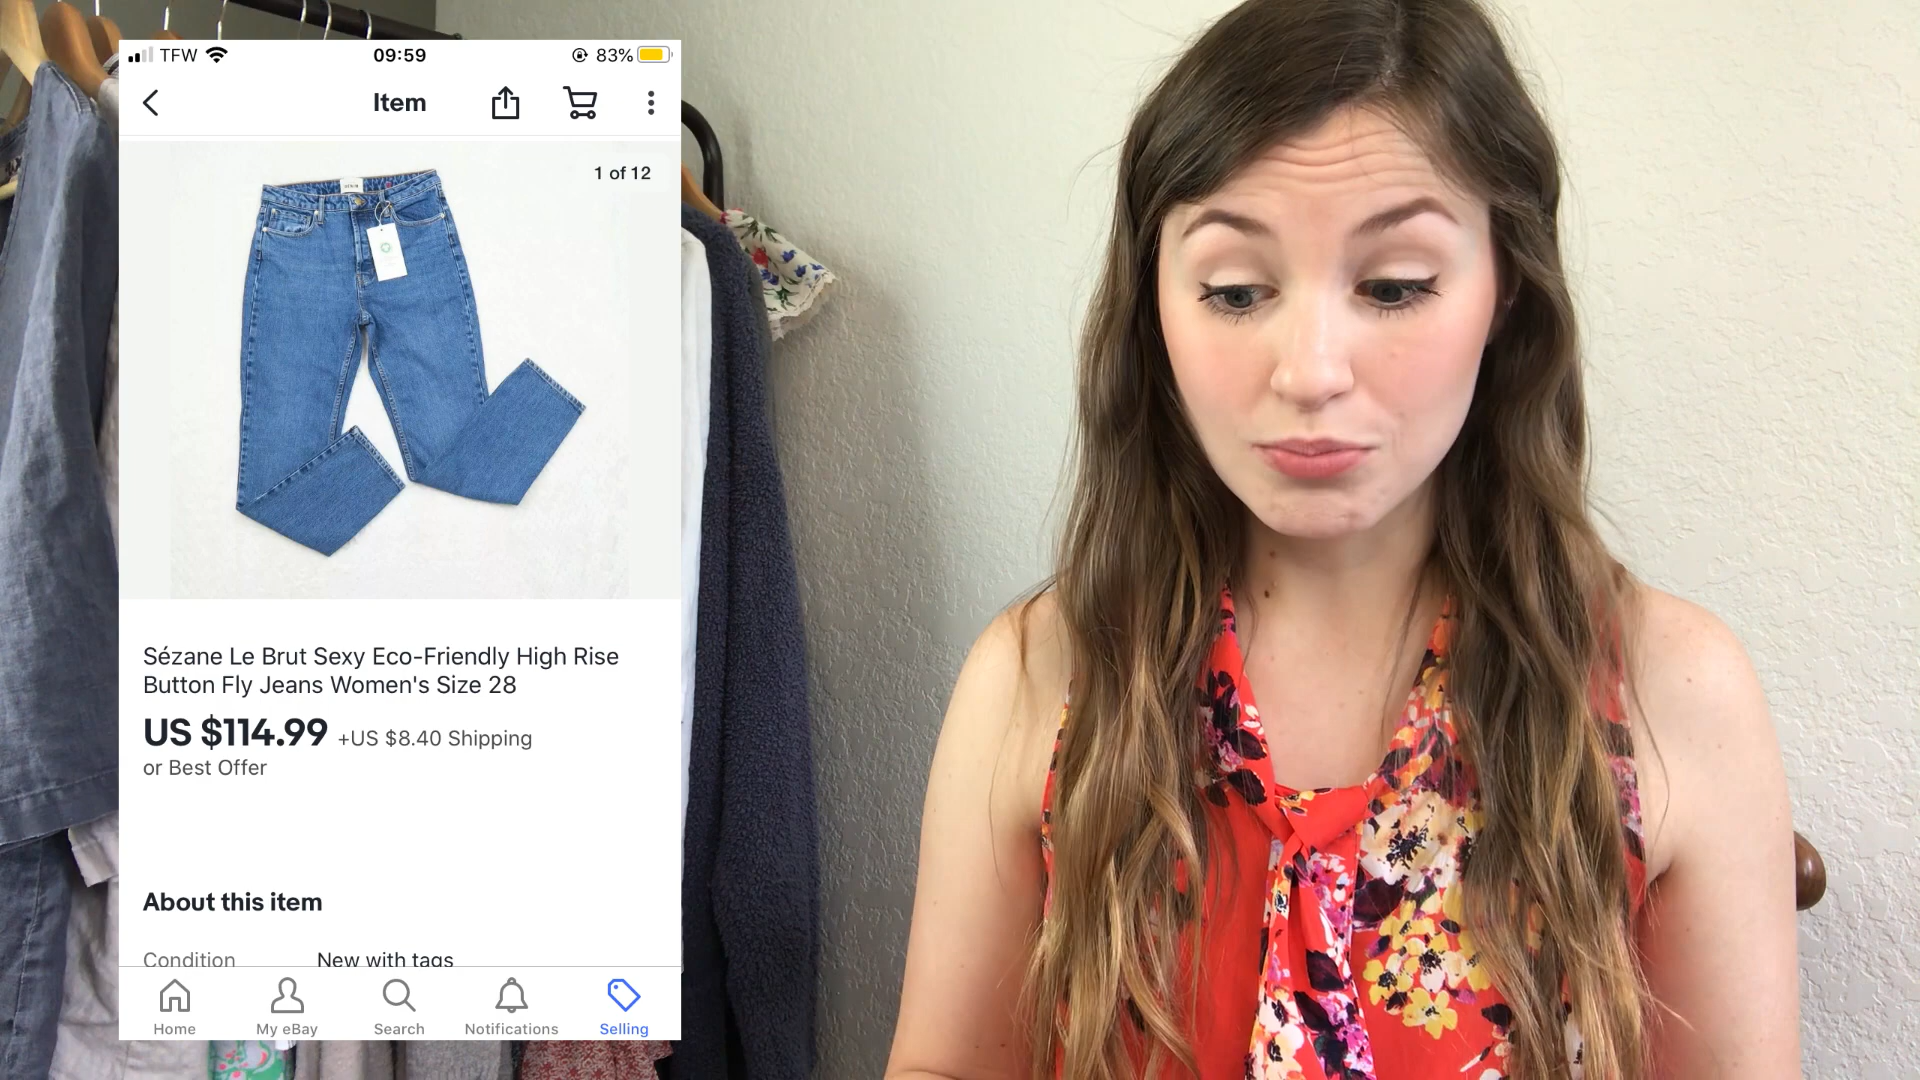 TFW 09:59 83%
Item
1 of 12
Sézane Le Brut Sexy Eco-Friendly High Rise
Button Fly Jeans Women's Size 28
US $114.99 +US $8.40 Shipping
or Best Offer
About this item
Condition New with tags
Home My eBay Search Notifications Selling